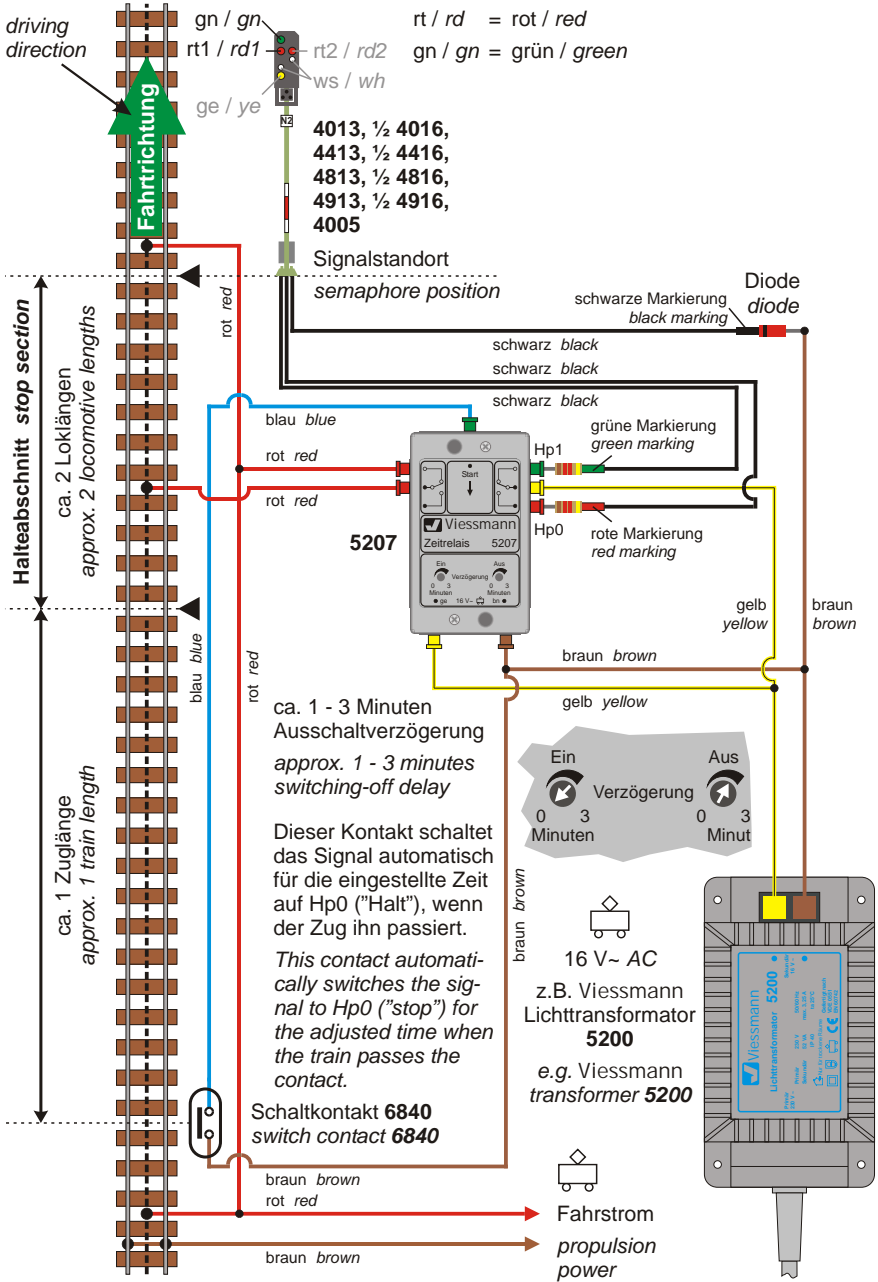 driving
direction
gn / gn
rt1 / rd1
rt2 / rd2
ws / wh
ge / ye
rt / rd = rot / red
gn / gn = grün / green
N2
4013, ½ 4016,
4413, ½ 4416,
4813, ½ 4816,
4913, ½ 4916,
4005
Fahrtrichtung
Signalstandort
semaphore position
Diode
diode
schwarze Markierung
black marking
schwarz black
schwarz black
schwarz black
rot red
blau blue
rot red
rot red
Halteabschnitt stop section
ca. 2 Loklängen
approx. 2 locomotive lengths
Hp1
grüne Markierung
green marking
Hp0
rote Markierung
red marking
5207
Start
Viessmann
Zeitrelais 5207
Ein Aus
Verzögerung
0 3 0 3
Minuten Minuten
ge 16 V~ bn
gelb
yellow
braun
brown
braun brown
gelb yellow
blau blue
rot red
ca. 1 Zuglänge
approx. 1 train length
ca. 1 - 3 Minuten
Ausschaltverzögerung
approx. 1 - 3 minutes
switching-off delay
Dieser Kontakt schaltet
das Signal automatisch
für die eingestellte Zeit
auf Hp0 (”Halt”), wenn
der Zug ihn passiert.
This contact automati-
cally switches the sig-
nal to Hp0 (”stop”) for
the adjusted time when
the train passes the
contact.
Ein Aus
Verzögerung
0 3 0 3
Minuten Minut
braun brown
16 V~ AC
z.B. Viessmann
Lichttransformator
5200
e.g. Viessmann
transformer 5200
Viessmann
Lichttransformator 5200
Schaltkontakt 6840
switch contact 6840
braun brown
rot red
braun brown
Fahrstrom
propulsion
power